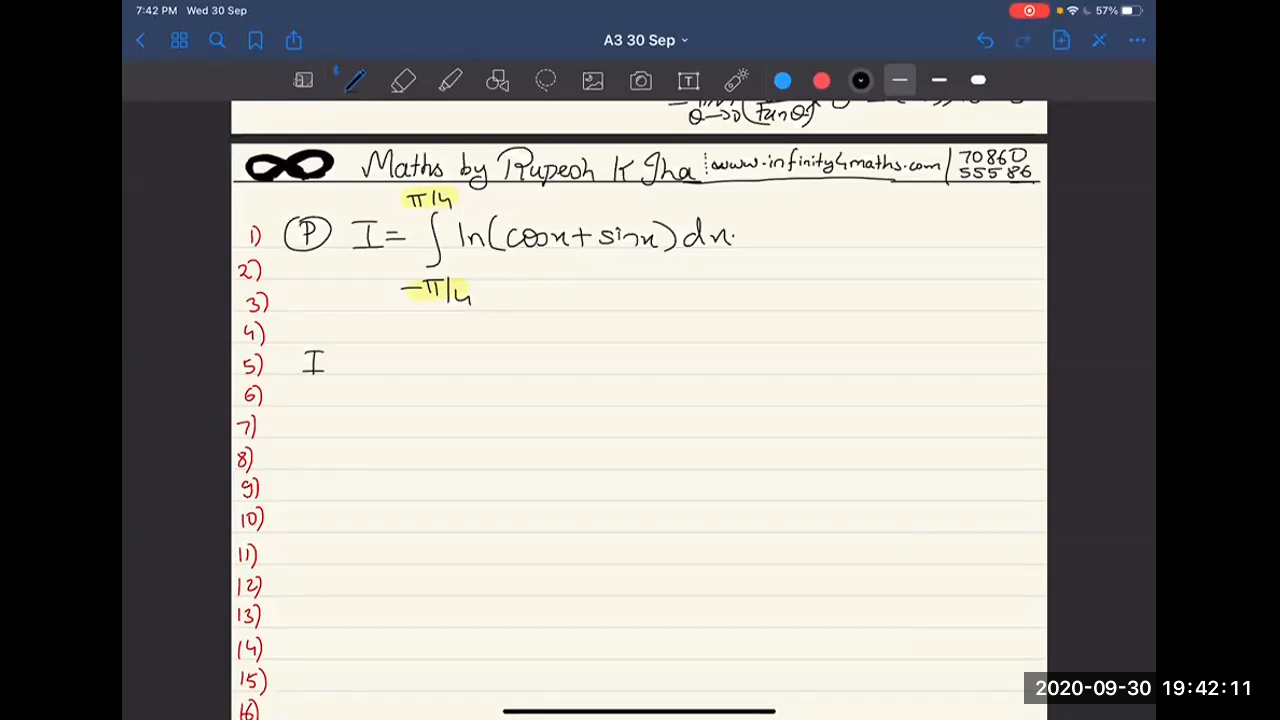 7:42 PM Wed 30 Sep
57%
A3 30 Sep
θ→0 (tanθ)
Maths by Rupesh K Jha www.infinity4maths.com / 70860 55586
1) (P) I = ∫_{-π/4}^{π/4} ln(cosx + sinx) dx.
2)
3)
4)
5) I
6)
7)
8)
9)
10)
11)
12)
13)
14)
15)
16)
2020-09-30 19:42:11